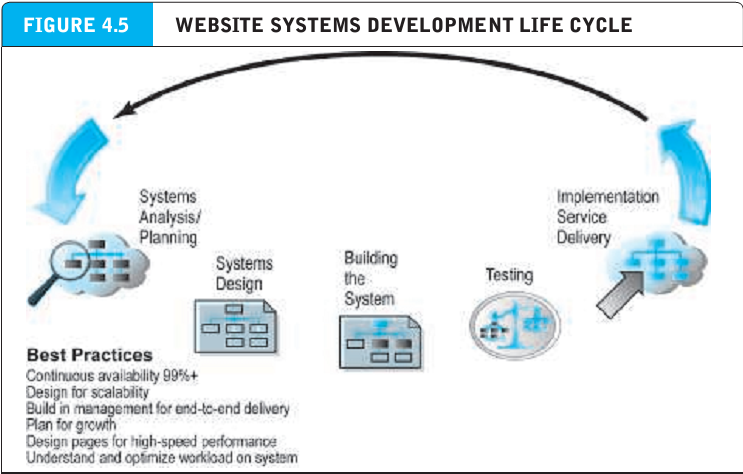 FIGURE 4.5 WEBSITE SYSTEMS DEVELOPMENT LIFE CYCLE
Systems
Analysis/
Planning
Systems
Design
Building
the
System
Testing
Implementation
Service
Delivery
Best Practices
Continuous availability 99%+
Design for scalability
Build in management for end-to-end delivery
Plan for growth
Design pages for high-speed performance
Understand and optimize workload on system